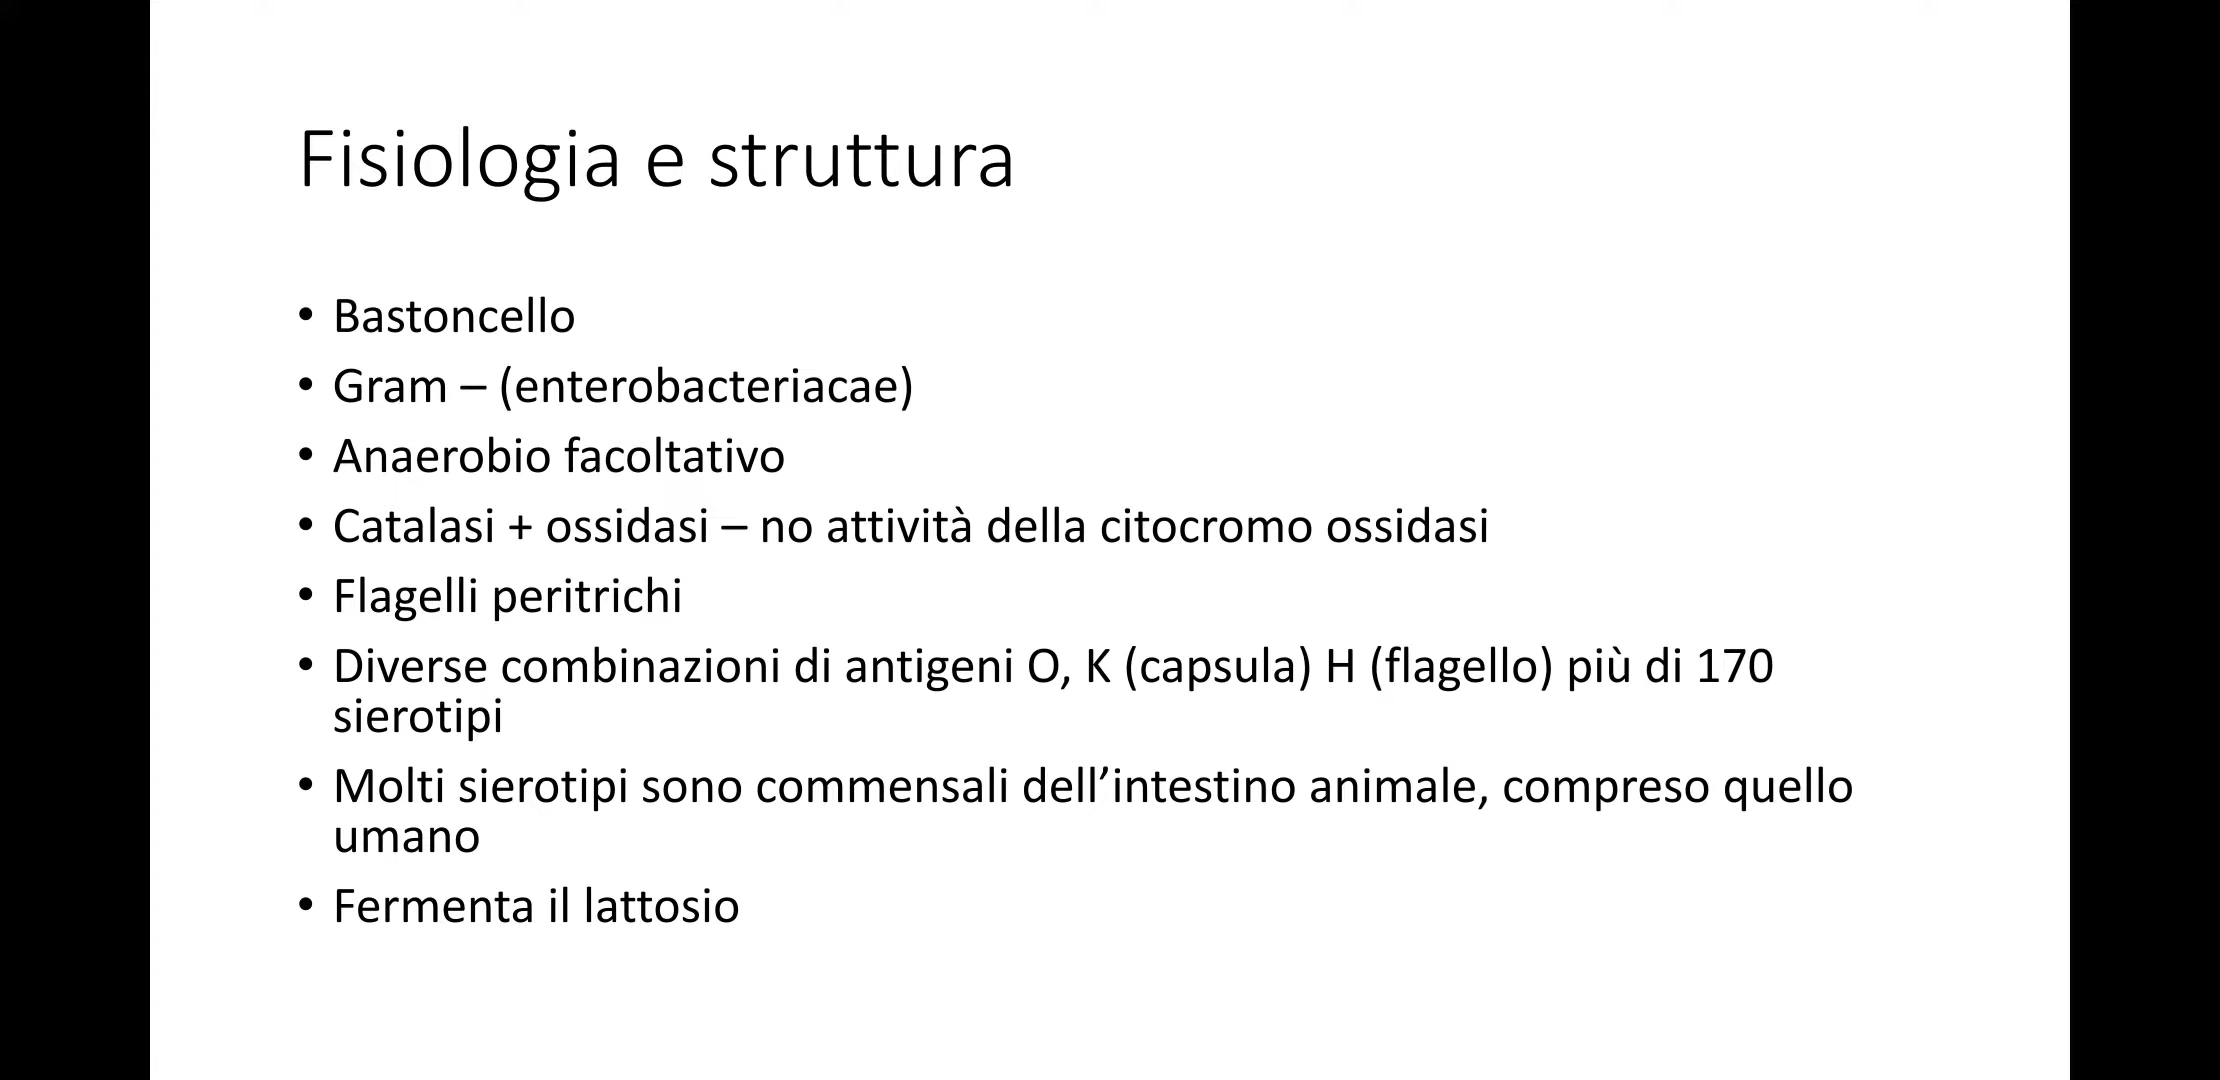 Fisiologia e struttura
• Bastoncello
• Gram – (enterobacteriacae)
• Anaerobio facoltativo
• Catalasi + ossidasi – no attività della citocromo ossidasi
• Flagelli peritrichi
• Diverse combinazioni di antigeni O, K (capsula) H (flagello) più di 170
sierotipi
• Molti sierotipi sono commensali dell’intestino animale, compreso quello
umano
• Fermenta il lattosio